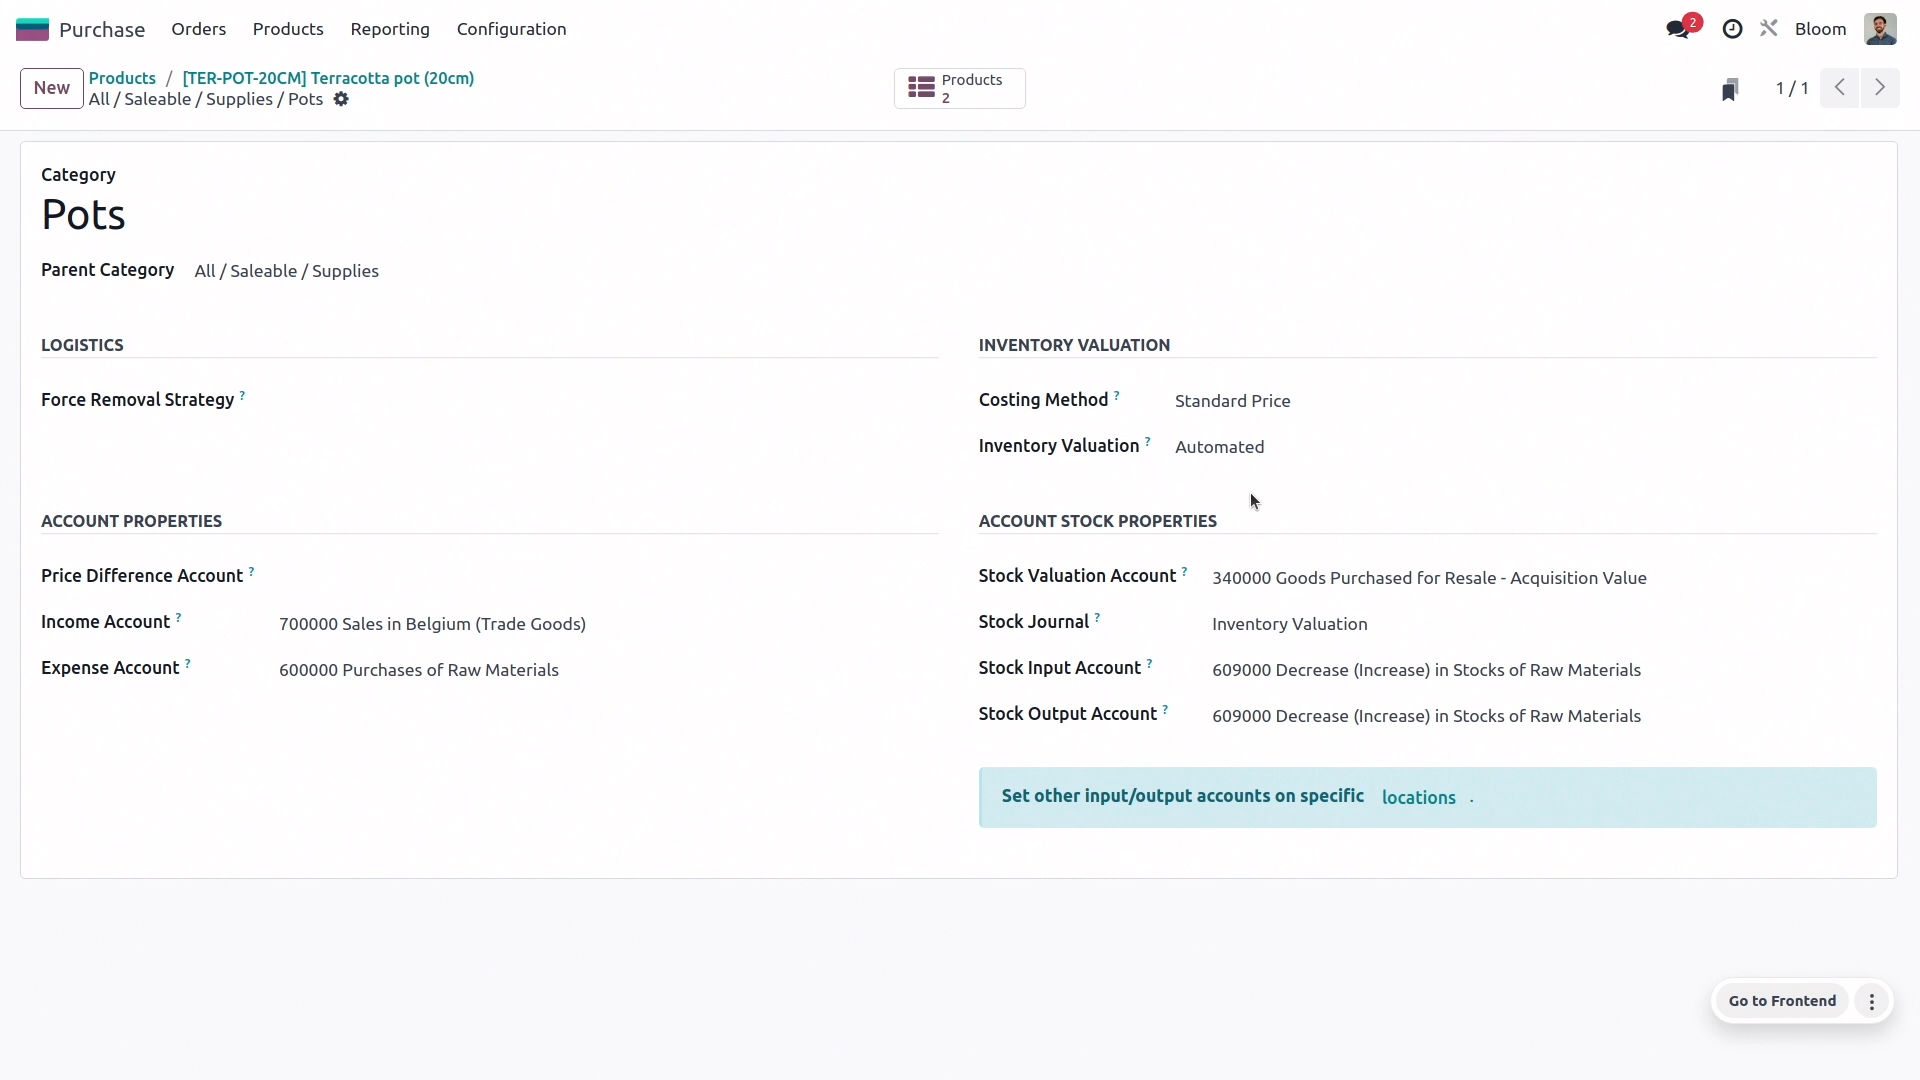 Purchase Orders Products Reporting Configuration 2 Bloom
New Products / [TER-POT-20CM] Terracotta pot (20cm)
All / Saleable / Supplies / Pots
Products
2
1 / 1
Category
Pots
Parent Category All / Saleable / Supplies
LOGISTICS
Force Removal Strategy ?
INVENTORY VALUATION
Costing Method ? Standard Price
Inventory Valuation ? Automated
ACCOUNT PROPERTIES
Price Difference Account ?
Income Account ? 700000 Sales in Belgium (Trade Goods)
Expense Account ? 600000 Purchases of Raw Materials
ACCOUNT STOCK PROPERTIES
Stock Valuation Account ? 340000 Goods Purchased for Resale - Acquisition Value
Stock Journal ? Inventory Valuation
Stock Input Account ? 609000 Decrease (Increase) in Stocks of Raw Materials
Stock Output Account ? 609000 Decrease (Increase) in Stocks of Raw Materials
Set other input/output accounts on specific locations .
Go to Frontend